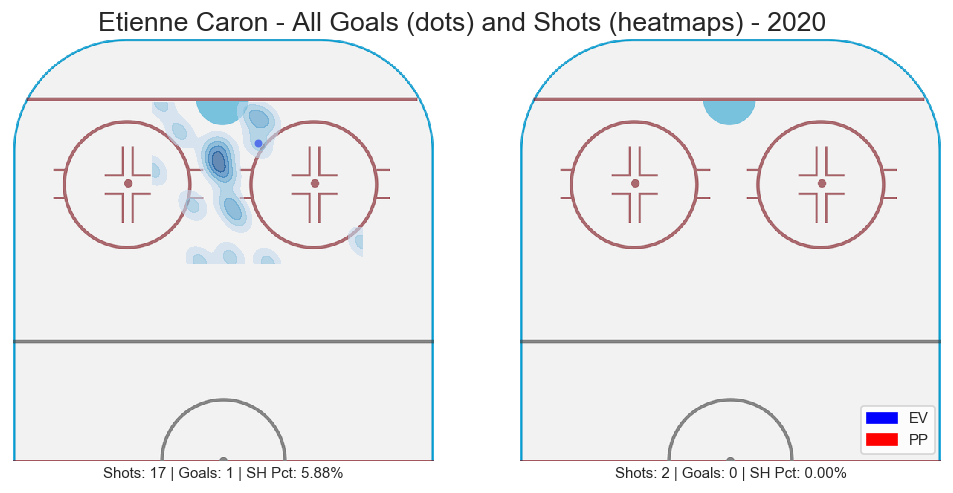 Etienne Caron - All Goals (dots) and Shots (heatmaps) - 2020
EV
PP
Shots: 17 | Goals: 1 | SH Pct: 5.88%
Shots: 2 | Goals: 0 | SH Pct: 0.00%